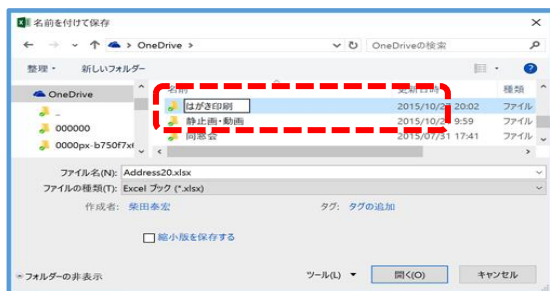 名前を付けて保存
OneDrive
OneDriveの検索
整理
新しいフォルダー
名前
更新日時
種類
OneDrive
はがき印刷
2015/10/27 20:02
ファイル
静止画・動画
9:59
ファイル
000000
同窓会
2015/07/31 17:41
ファイル
0000px-b750f7xt
ファイル名(N):
Address20.xlsx
ファイルの種類(T):
Excel ブック (*.xlsx)
作成者:
柴田泰宏
タグ:
タグの追加
縮小版を保存する
フォルダーの非表示
ツール(L)
開く(O)
キャンセル